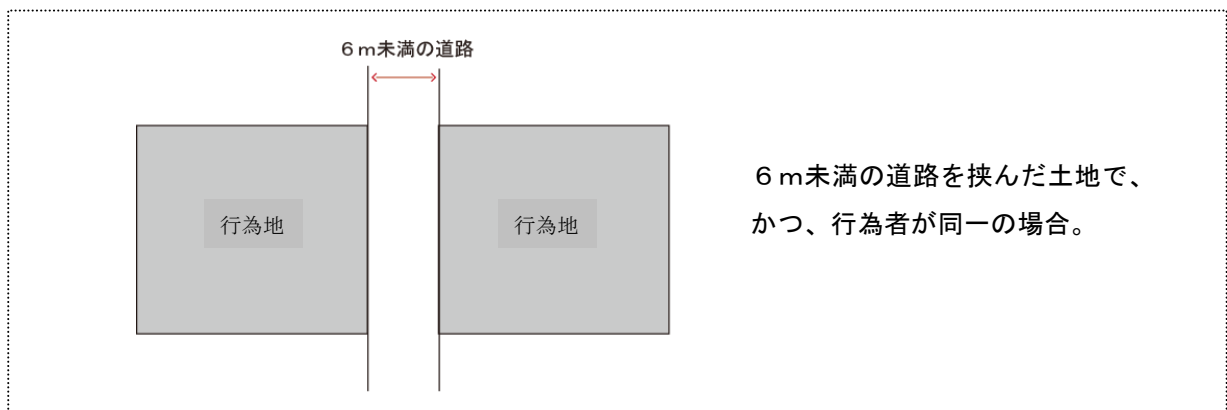 ６ｍ未満の道路
行為地
行為地
６ｍ未満の道路を挟んだ土地で、
かつ、行為者が同一の場合。